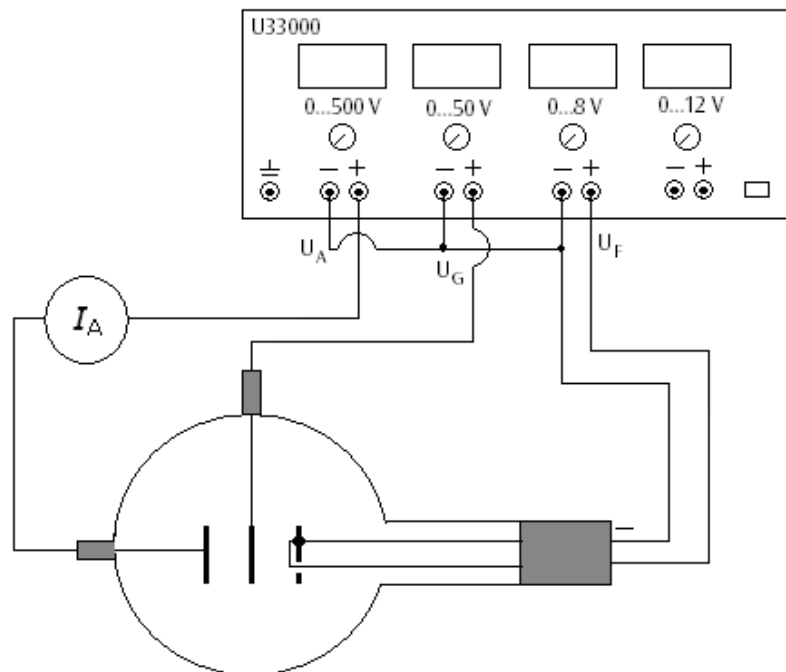 U33000
0...500 V 0...50 V 0...8 V 0...12 V
− + − + − + − +
U_A U_G U_F
I_A
−